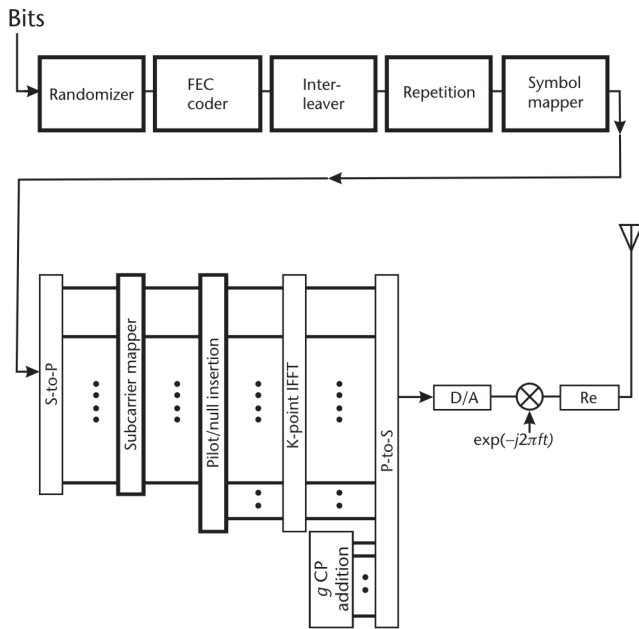 Bits
Randomizer
FEC
coder
Inter-
leaver
Repetition
Symbol
mapper
S-to-P
Subcarrier mapper
Pilot/null insertion
K-point IFFT
P-to-S
g CP
addition
D/A
Re
exp(−j2πft)